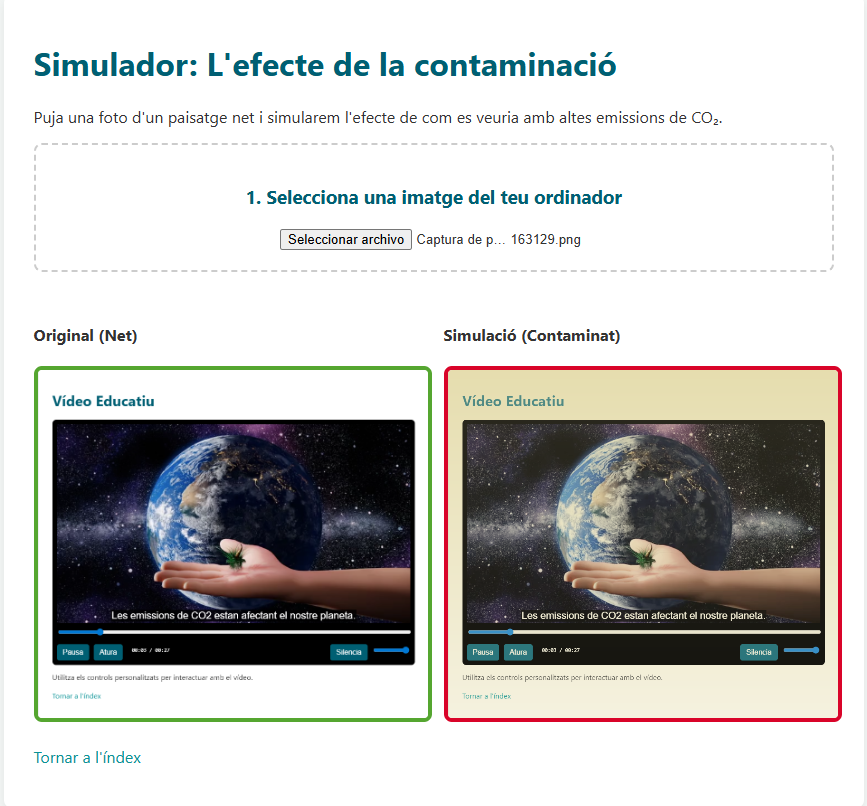 Simulador: L'efecte de la contaminació
Puja una foto d'un paisatge net i simularem l'efecte de com es veuria amb altes emissions de CO₂.
1. Selecciona una imatge del teu ordinador
Seleccionar archivo Captura de p... 163129.png
Original (Net)
Simulació (Contaminat)
Vídeo Educatiu
Les emissions de CO2 estan afectant el nostre planeta.
Pausa Atura 00:03 / 00:27 Silencia
Utilitza els controls personalitzats per interactuar amb el vídeo.
Tornar a l'índex
Vídeo Educatiu
Les emissions de CO2 estan afectant el nostre planeta.
Pausa Atura 00:03 / 00:27 Silencia
Utilitza els controls personalitzats per interactuar amb el vídeo.
Tornar a l'índex
Tornar a l'índex